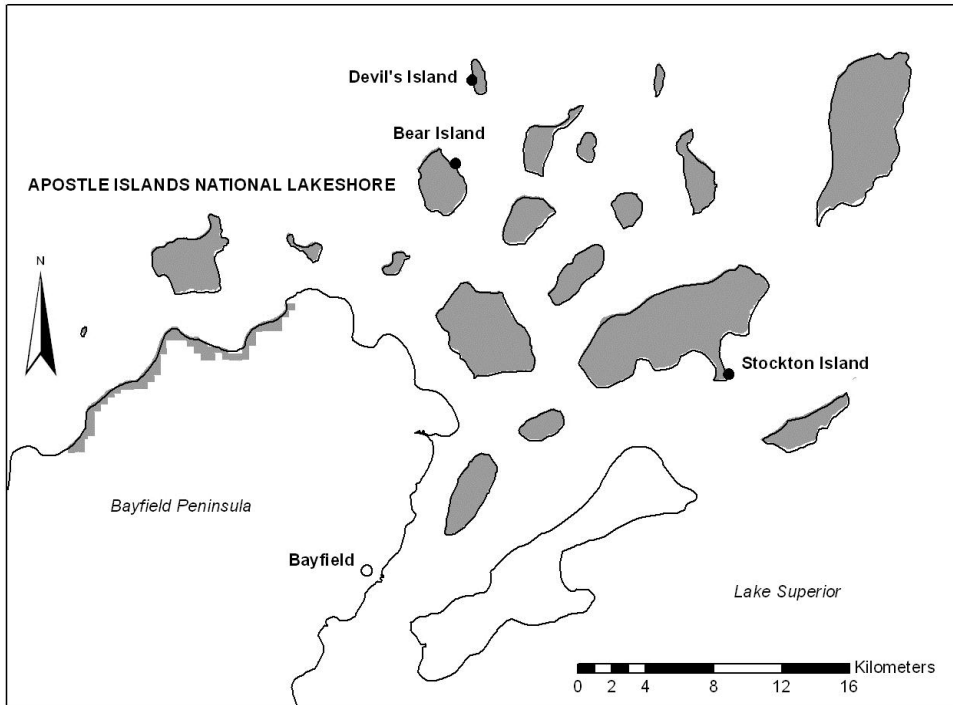 Devil's Island
Bear Island
APOSTLE ISLANDS NATIONAL LAKESHORE
N
Stockton Island
Bayfield Peninsula
Bayfield
Lake Superior
Kilometers
0 2 4 8 12 16